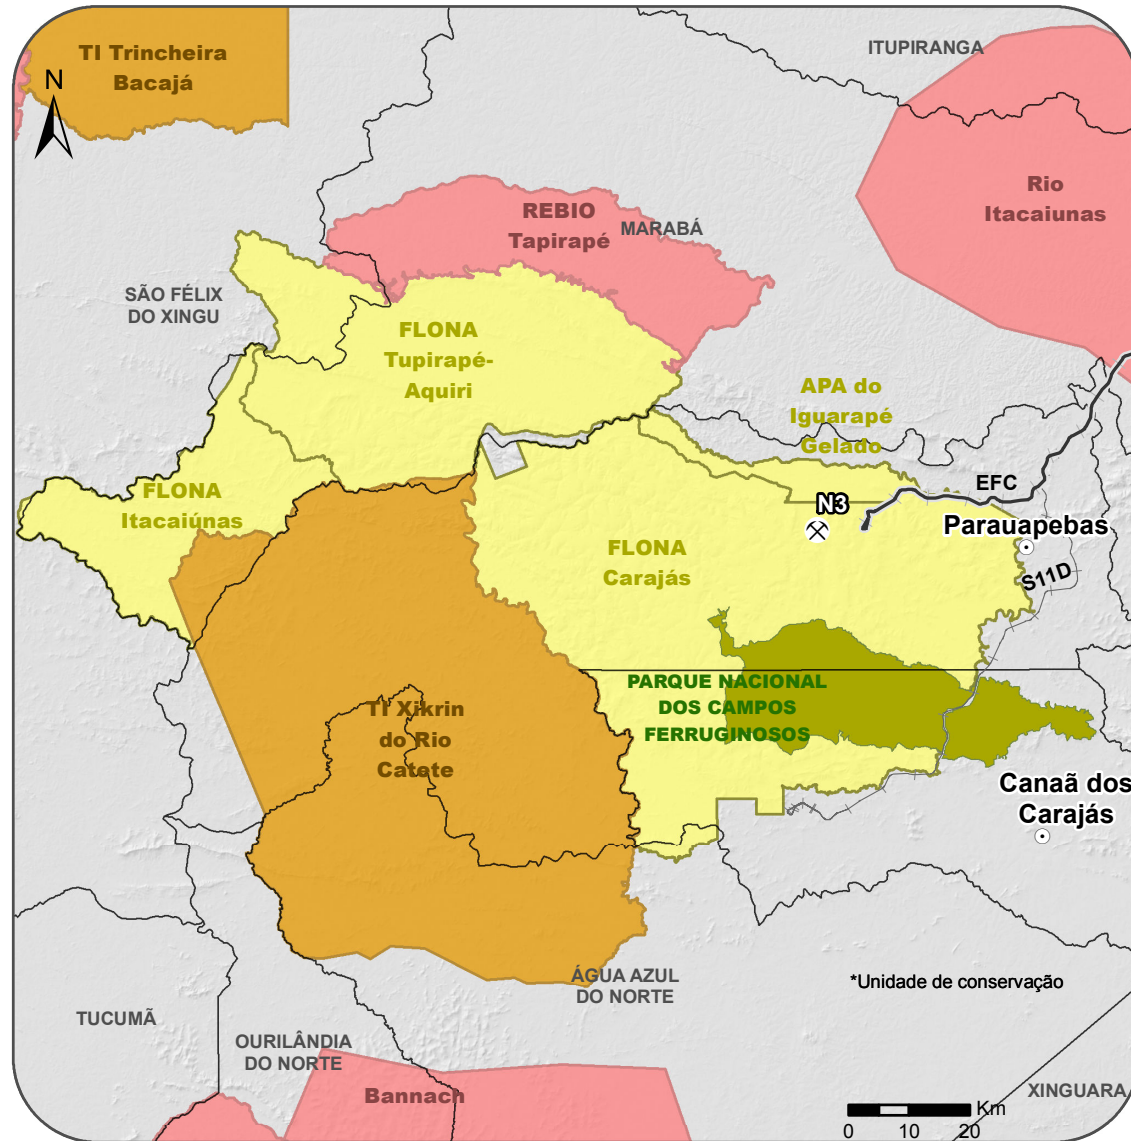 TI Trincheira
Bacajá
N
ITUPIRANGA
Rio
Itacaiunas
REBIO
Tapirapé
MARABÁ
SÃO FÉLIX
DO XINGU
FLONA
Tupirapé-
Aquiri
APA do
Iguarapé
Gelado
EFC
FLONA
Itacaiúnas
N3
Parauapebas
FLONA
Carajás
S11D
PARQUE NACIONAL
DOS CAMPOS
FERRUGINOSOS
TI Xikrin
do Rio
Catete
Canaã dos
Carajás
ÁGUA AZUL
DO NORTE
*Unidade de conservação
TUCUMÃ
OURILÂNDIA
DO NORTE
Bannach
XINGUARA
Km
0 10 20